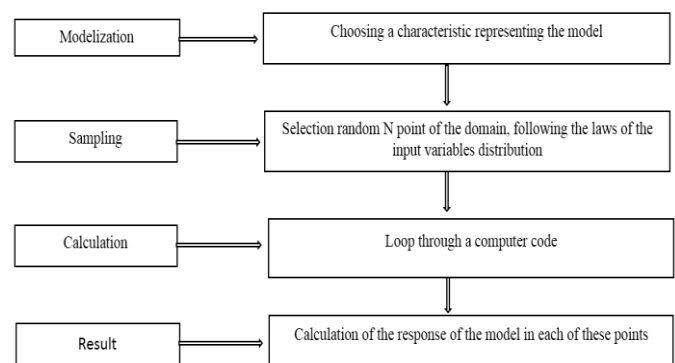 Modelization
Choosing a characteristic representing the model
Sampling
Selection random N point of the domain, following the laws of the
input variables distribution
Calculation
Loop through a computer code
Result
Calculation of the response of the model in each of these points